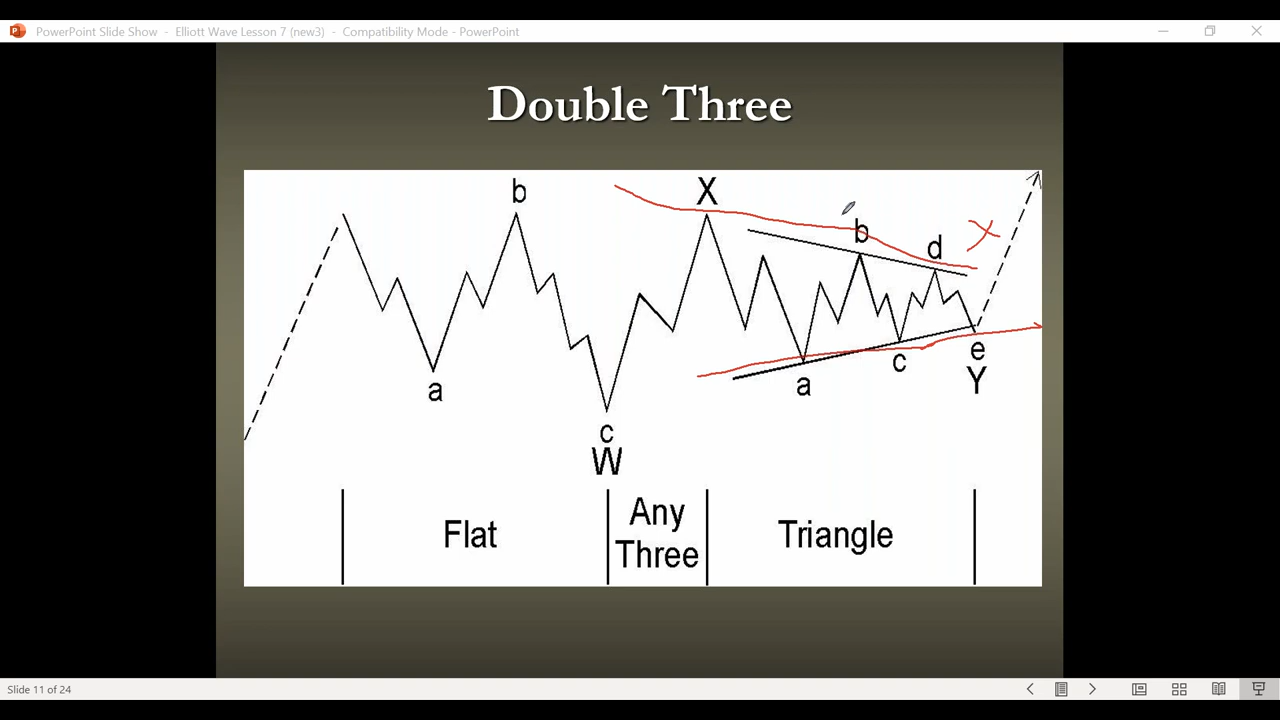 PowerPoint Slide Show - Elliott Wave Lesson 7 (new3) - Compatibility Mode - PowerPoint
Double Three
b
X
b
d
X
a
a
c
e
Y
c
W
Flat
Any
Three
Triangle
Slide 11 of 24